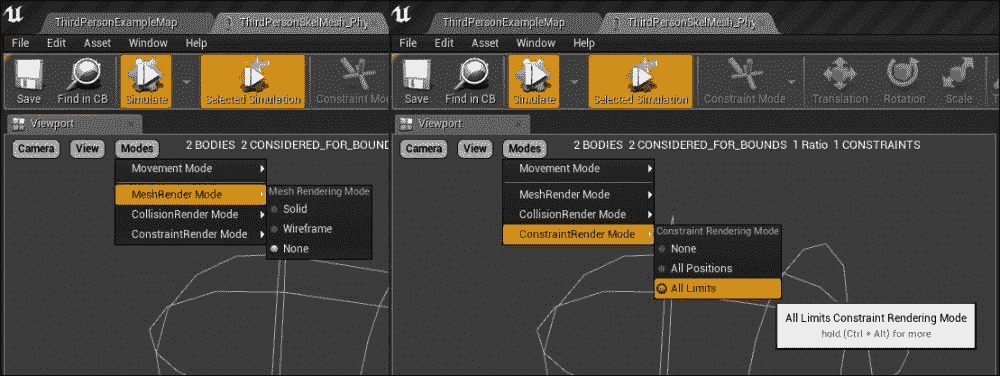 ThirdPersonExampleMap ThirdPersonSkelMesh_Phy
File Edit Asset Window Help
Save Find in CB Simulate Selected Simulation Constraint Mo
Viewport
Camera View Modes 2 BODIES 2 CONSIDERED_FOR_BOUND
Movement Mode
MeshRender Mode Mesh Rendering Mode
Solid
CollisionRender Mode Wireframe
ConstraintRender Mode None
ThirdPersonExampleMap ThirdPersonSkelMesh_Phy
File Edit Asset Window Help
Save Find in CB Simulate Selected Simulation Constraint Mode Translation Rotation Scale
Viewport
Camera View Modes 2 BODIES 2 CONSIDERED_FOR_BOUNDS 1 Ratio 1 CONSTRAINTS
Movement Mode
MeshRender Mode
CollisionRender Mode
ConstraintRender Mode Constraint Rendering Mode
None
All Positions
All Limits
All Limits Constraint Rendering Mode
hold (Ctrl + Alt) for more